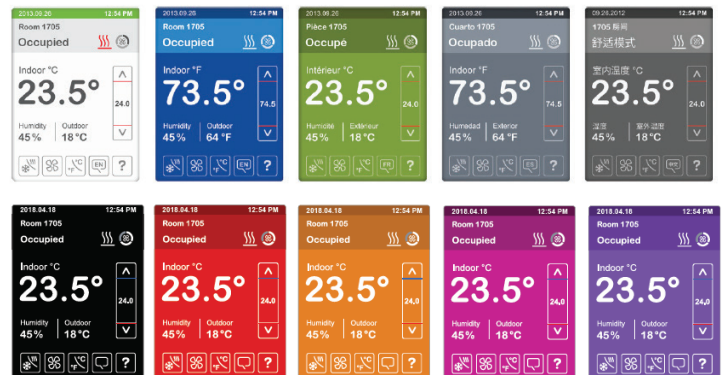 2013.09.26 12:54 PM
Room 1705
Occupied
Indoor °C
23.5°
24.0
Humidity Outdoor
45% 18°C
EN
?
2013.09.26 12:54 PM
Room 1705
Occupied
Indoor °F
73.5°
74.5
Humidity Outdoor
45% 64 °F
EN
?
2013.09.26 12:54 PM
Pièce 1705
Occupé
Intérieur °C
23.5°
24.0
Humidité Extérieur
45% 18°C
?
2013.09.26 12:54 PM
Cuarto 1705
Ocupado
Indoor °F
73.5°
74.5
Humedad Exterior
45% 64 °F
ES
?
09.28.2012 12:54 PM
1705 房间
舒适模式
室内温度 °C
23.5°
24.0
湿度 室外温度
45% 18°C
?
2018.04.18 12:54 PM
Room 1705
Occupied
Indoor °C
23.5°
24.0
Humidity Outdoor
45% 18°C
°F °C
?
2018.04.18 12:54 PM
Room 1705
Occupied
Indoor °C
23.5°
24.0
Humidity Outdoor
45% 18°C
°F °C
?
2018.04.18 12:54 PM
Room 1705
Occupied
Indoor °C
23.5°
24.0
Humidity Outdoor
45% 18°C
°F °C
?
2018.04.18 12:54 PM
Room 1705
Occupied
Indoor °C
23.5°
24.0
Humidity Outdoor
45% 18°C
°F °C
?
2018.04.18 12:54 PM
Room 1705
Occupied
Indoor °C
23.5°
24.0
Humidity Outdoor
45% 18°C
°F °C
?